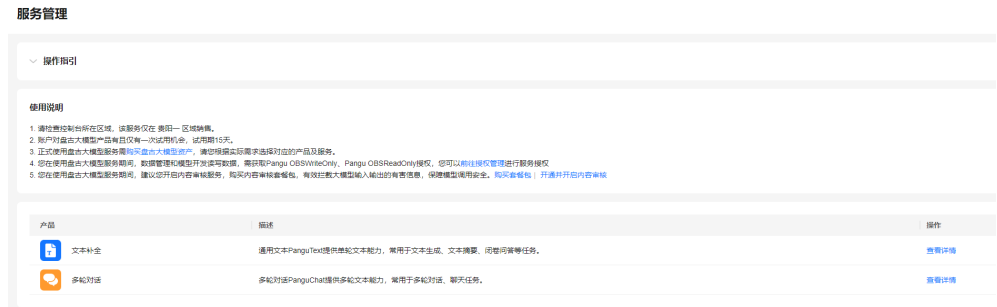 服务管理
操作指引
使用说明
1. 请检查控制台所在区域，该服务仅在 贵阳一 区域销售。
2. 账户对盘古大模型产品有且仅有一次试用机会，试用期15天。
3. 正式使用盘古大模型服务需购买盘古大模型资产，请您根据实际需求选择对应的产品及服务。
4. 您在使用盘古大模型服务期间，数据管理和模型开发读写数据，需获取Pangu OBSWriteOnly、Pangu OBSReadOnly授权，您可以前往授权管理进行服务授权
5. 您在使用盘古大模型服务期间，建议您开启内容审核服务，购买内容审核套餐包，有效拦截大模型输入输出的有害信息，保障模型调用安全。购买套餐包 | 开通并开启内容审核
产品 描述 操作
文本补全 通用文本PanguText提供单轮文本能力，常用于文本生成、文本摘要、闭卷问答等任务。 查看详情
多轮对话 多轮对话PanguChat提供多轮文本能力，常用于多轮对话、聊天任务。 查看详情